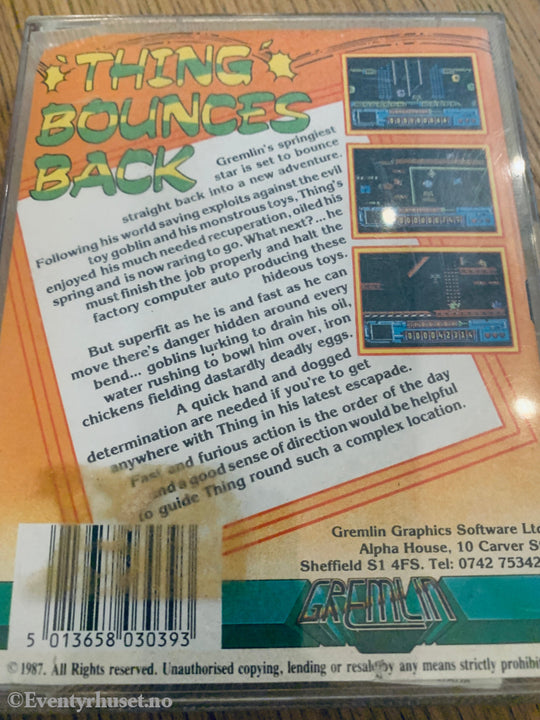 'THING'
BOUNCES
BACK
Gremlin's springiest
star is set to bounce
straight back into a new adventure.
Following his world saving exploits against the evil
toy goblin and his monstrous toys, Thing's
enjoyed his much needed recuperation, oiled his
spring and is now raring to go. What next?...he
must finish the job properly and halt the
factory computer auto producing these
hideous toys.
But superfit as he is and fast as he can
move there's danger hidden around every
bend... goblins lurking to drain his oil,
water rushing to bowl him over, iron
chickens fielding dastardly deadly eggs.
A quick hand and dogged
determination are needed if you're to get
anywhere with Thing in his latest escapade.
Fast and furious action is the order of the day
and a good sense of direction would be helpful
to guide Thing round such a complex location.
Gremlin Graphics Software Ltd
Alpha House, 10 Carver S
Sheffield S1 4FS. Tel: 0742 75342
GREMLIN
5 013658 030393
© 1987. All Rights reserved. Unauthorised copying, lending or resale by any means strictly prohibi
© Eventyrhuset.no